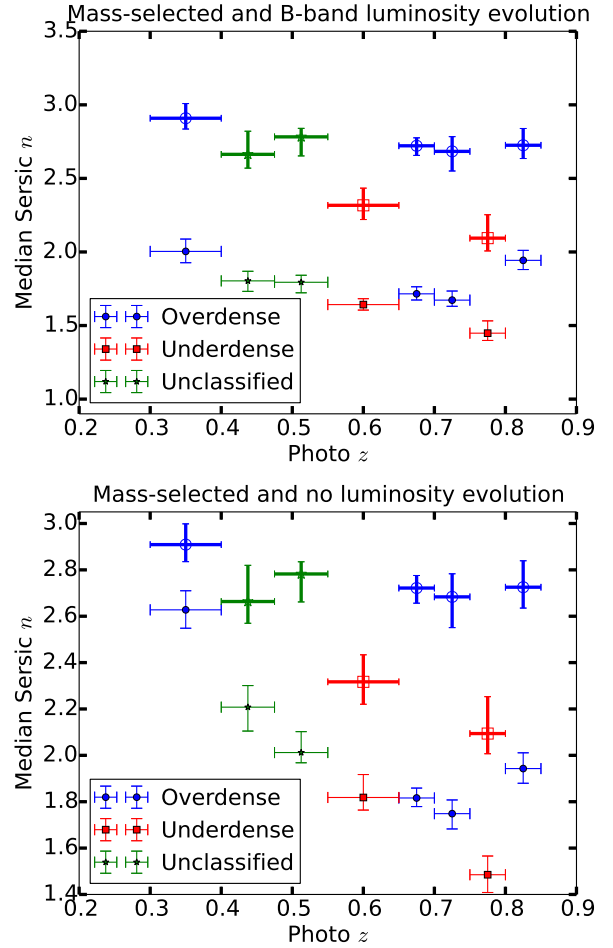 Mass-selected and B-band luminosity evolution
3.5
3.0
2.5
2.0
1.5
1.0
Median Sersic n
Overdense
Underdense
Unclassified
0.2 0.3 0.4 0.5 0.6 0.7 0.8 0.9
Photo z
Mass-selected and no luminosity evolution
3.0
2.8
2.6
2.4
2.2
2.0
1.8
1.6
1.4
Median Sersic n
Overdense
Underdense
Unclassified
0.2 0.3 0.4 0.5 0.6 0.7 0.8 0.9
Photo z